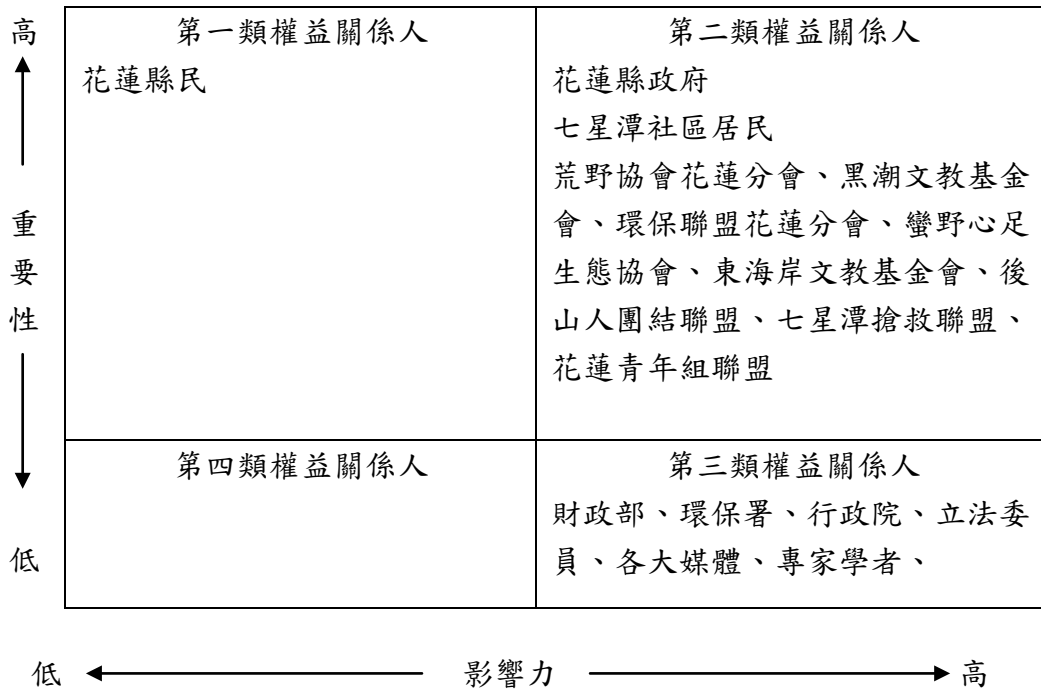 高
重
要
性
低
第一類權益關係人
花蓮縣民
第二類權益關係人
花蓮縣政府
七星潭社區居民
荒野協會花蓮分會、黑潮文教基金
會、環保聯盟花蓮分會、蠻野心足
生態協會、東海岸文教基金會、後
山人團結聯盟、七星潭搶救聯盟、
花蓮青年組聯盟
第四類權益關係人
第三類權益關係人
財政部、環保署、行政院、立法委
員、各大媒體、專家學者、
低 影響力 高